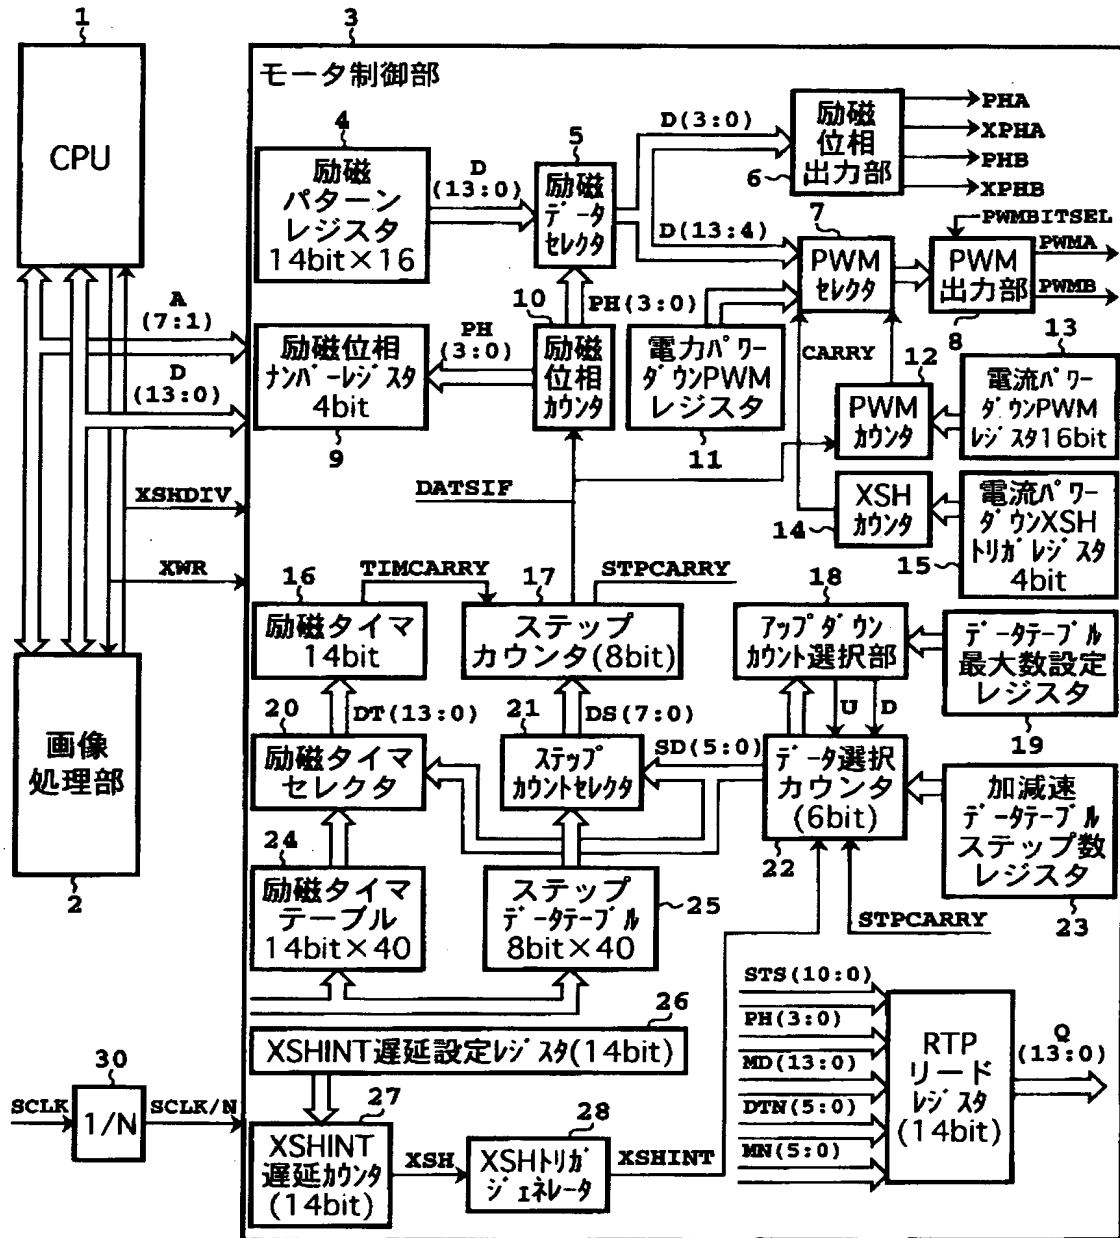 1
CPU
3
モータ制御部
4
励磁
パターン
レジスタ
14bit×16
D
(13:0)
5
励磁
データ
セレクタ
D(3:0)
D(13:4)
励磁
位相
出力部
6
PHA
XPHA
PHB
XPHB
7
PWM
セレクタ
PWMBITSEL
PWM
出力部
8
PWMA
PWMB
A
(7:1)
D
(13:0)
励磁位相
ナンバーレジスタ
4bit
9
PH
(3:0)
10
励磁
位相
カウンタ
PH(3:0)
電力パワー
ダウンPWM
レジスタ
11
CARRY
12
PWM
カウンタ
13
電流パワー
ダウンPWM
レジスタ16bit
DATSIF
14
XSH
カウンタ
15
電流パワー
ダウンXSH
トリガレジスタ
4bit
XSHDIV
XWR
16
TIMCARRY
励磁タイマ
14bit
17
STPCARRY
ステップ
カウンタ(8bit)
18
アップダウン
カウント選択部
データテーブル
最大数設定
レジスタ
19
画像
処理部
2
20
DT(13:0)
励磁タイマ
セレクタ
21
DS(7:0)
ステップ
カウントセレクタ
SD(5:0)
U
D
データ選択
カウンタ
(6bit)
22
加減速
データテーブル
ステップ数
レジスタ
23
24
励磁タイマ
テーブル
14bit×40
ステップ
データテーブル
8bit×40
25
STPCARRY
26
XSHINT遅延設定レジスタ(14bit)
STS(10:0)
PH(3:0)
MD(13:0)
DTN(5:0)
MN(5:0)
RTP
リード
レジスタ
(14bit)
Q
(13:0)
30
SCLK
1/N
SCLK/N
27
XSHINT
遅延カウンタ
(14bit)
XSH
28
XSHトリガ
ジェネレータ
XSHINT